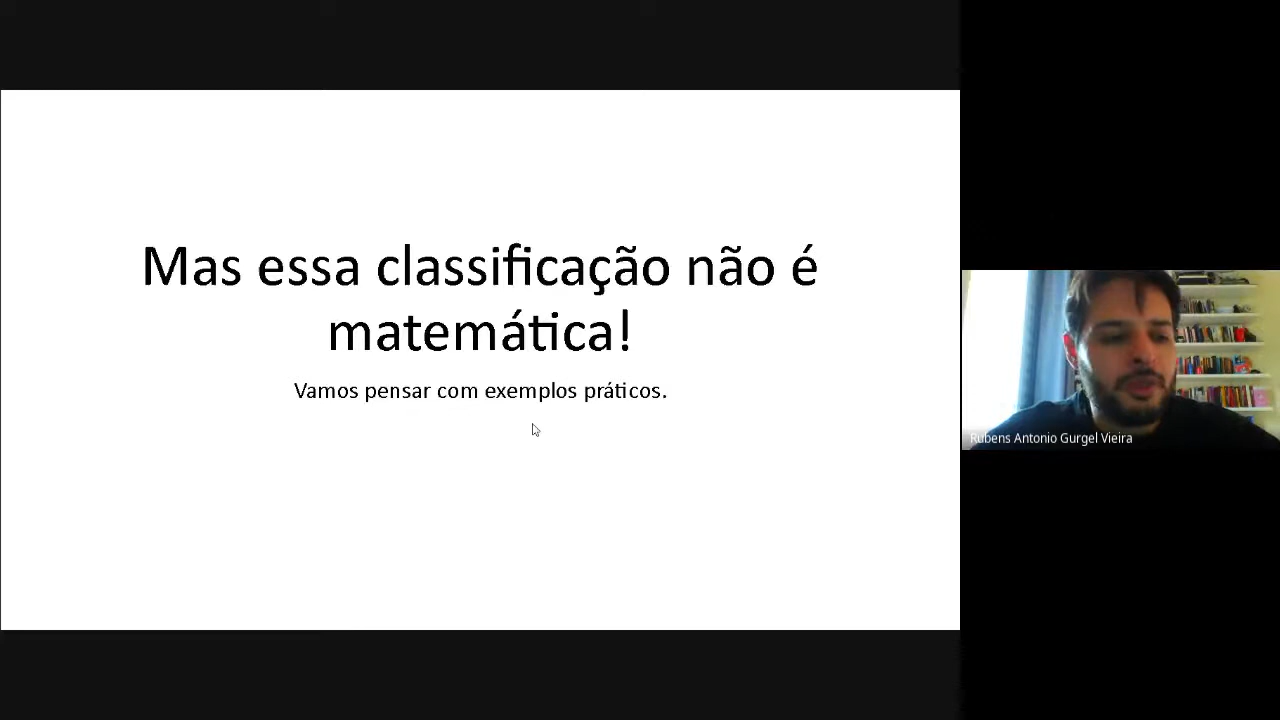 Mas essa classificação não é
matemática!
Vamos pensar com exemplos práticos.
Rubens Antonio Gurgel Vieira